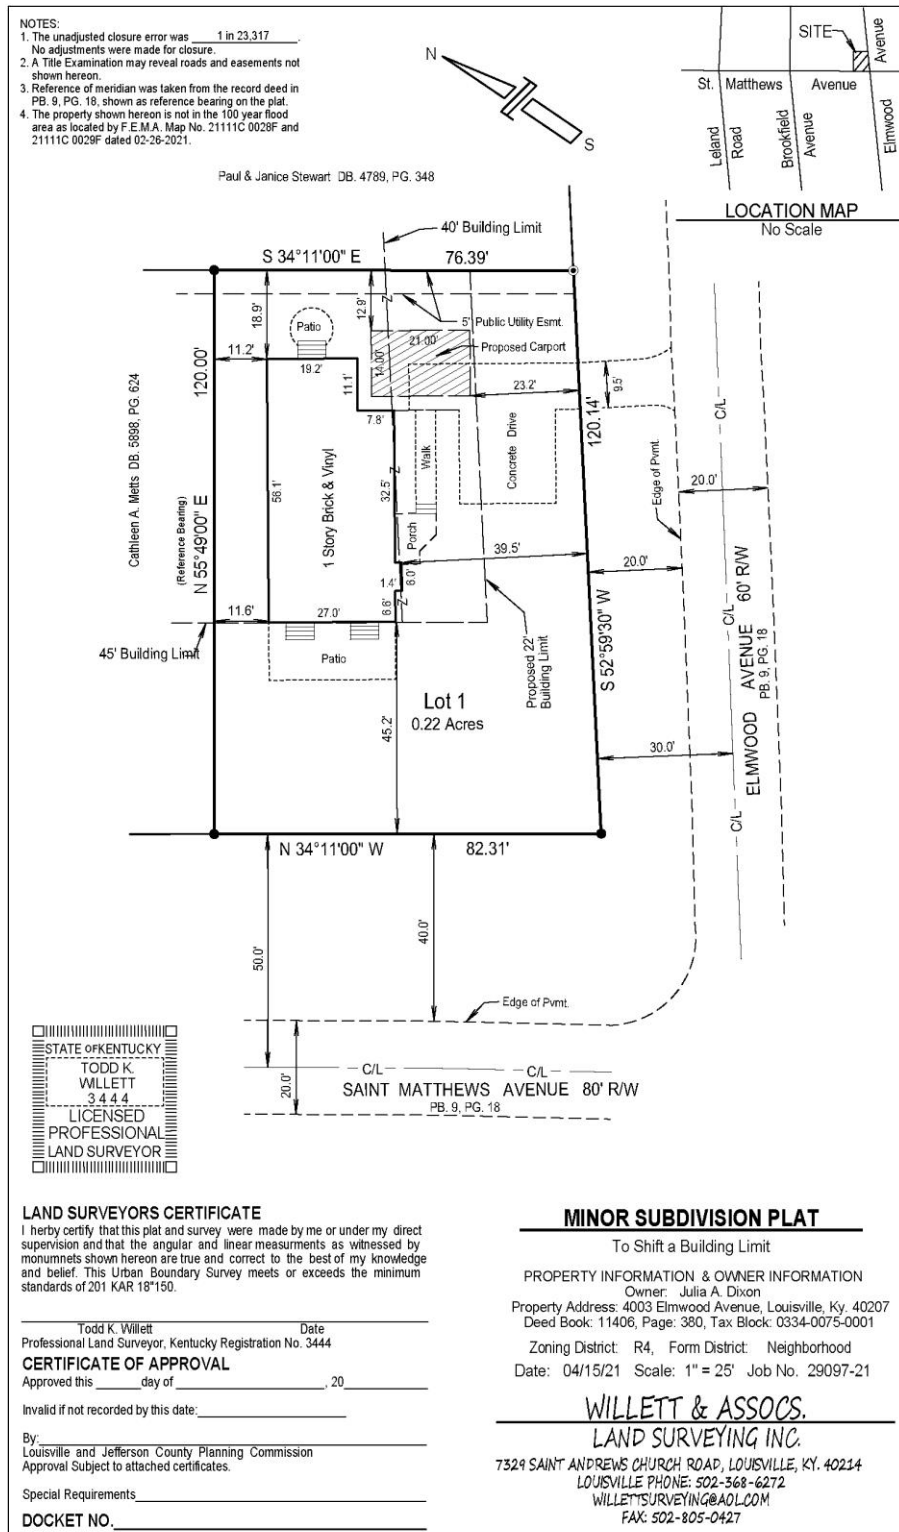 NOTES:
1. The unadjusted closure error was 1 in 23,317 .
No adjustments were made for closure.
2. A Title Examination may reveal roads and easements not
shown hereon.
3. Reference of meridian was taken from the record deed in
PB. 9, PG. 18, shown as reference bearing on the plat.
4. The property shown hereon is not in the 100 year flood
area as located by F.E.M.A. Map No. 21111C 0028F and
21111C 0029F dated 02-26-2021.
N
S
SITE
Avenue
St. Matthews Avenue
Leland
Road
Brookfield
Avenue
Elmwood
LOCATION MAP
No Scale
Paul & Janice Stewart DB. 4789, PG. 348
40' Building Limit
S 34°11'00" E 76.39'
18.9'
12.9'
Patio
5' Public Utility Esmt.
21.00'
Proposed Carport
14.00'
11.2'
19.2'
11.1'
23.2'
9.5'
120.00'
120.14'
7.8'
Cathleen A. Metts DB. 5898, PG. 624
(Reference Bearing)
N 55°49'00" E
56.1'
1 Story Brick & Vinyl
32.5'
Walk
Concrete Drive
Porch
Edge of Pvmt.
C/L
20.0'
39.5'
20.0'
1.4'
6.0'
6.6'
11.6'
27.0'
45' Building Limit
Patio
Proposed 22'
Building Limit
S 52°59'30" W
C/L
ELMWOOD AVENUE 60' R/W
PB. 9, PG. 18
Lot 1
0.22 Acres
45.2'
30.0'
C/L
N 34°11'00" W 82.31'
50.0'
40.0'
Edge of Pvmt.
20.0'
C/L C/L
SAINT MATTHEWS AVENUE 80' R/W
PB. 9, PG. 18
STATE OF KENTUCKY
TODD K.
WILLETT
3444
LICENSED
PROFESSIONAL
LAND SURVEYOR
LAND SURVEYORS CERTIFICATE
I herby certify that this plat and survey were made by me or under my direct
supervision and that the angular and linear measurments as witnessed by
monumnets shown hereon are true and correct to the best of my knowledge
and belief. This Urban Boundary Survey meets or exceeds the minimum
standards of 201 KAR 18"150.
Todd K. Willett Date
Professional Land Surveyor, Kentucky Registration No. 3444
CERTIFICATE OF APPROVAL
Approved this ______day of ____________________, 20___________
Invalid if not recorded by this date:____________________
By:____________________
Louisville and Jefferson County Planning Commission
Approval Subject to attached certificates.
Special Requirements____________________
DOCKET NO.____________________
MINOR SUBDIVISION PLAT
To Shift a Building Limit
PROPERTY INFORMATION & OWNER INFORMATION
Owner: Julia A. Dixon
Property Address: 4003 Elmwood Avenue, Louisville, Ky. 40207
Deed Book: 11406, Page: 380, Tax Block: 0334-0075-0001
Zoning District: R4, Form District: Neighborhood
Date: 04/15/21 Scale: 1" = 25' Job No. 29097-21
WILLETT & ASSOCS.
LAND SURVEYING INC.
7329 SAINT ANDREWS CHURCH ROAD, LOUISVILLE, KY. 40214
LOUISVILLE PHONE: 502-368-6272
WILLETTSURVEYING@AOL.COM
FAX: 502-805-0427